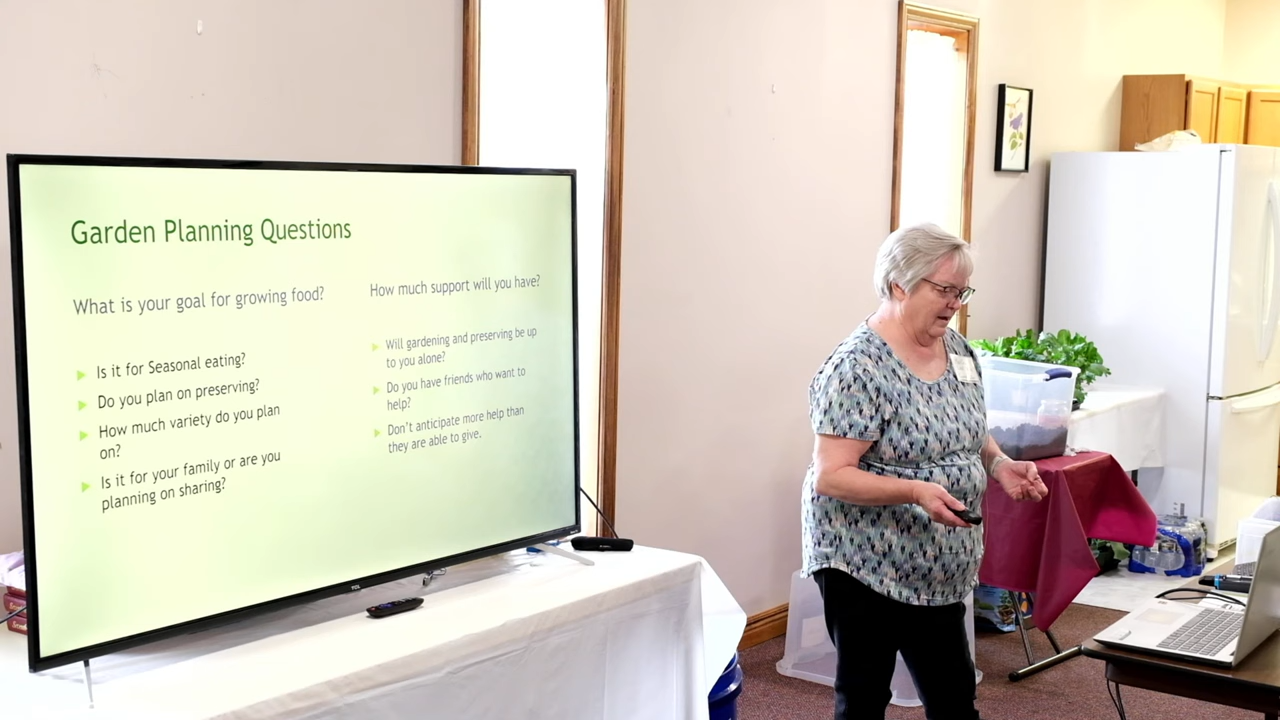 Garden Planning Questions
What is your goal for growing food?
Is it for Seasonal eating?
Do you plan on preserving?
How much variety do you plan
on?
Is it for your family or are you
planning on sharing?
How much support will you have?
Will gardening and preserving be up
to you alone?
Do you have friends who want to
help?
Don't anticipate more help than
they are able to give.
TCL